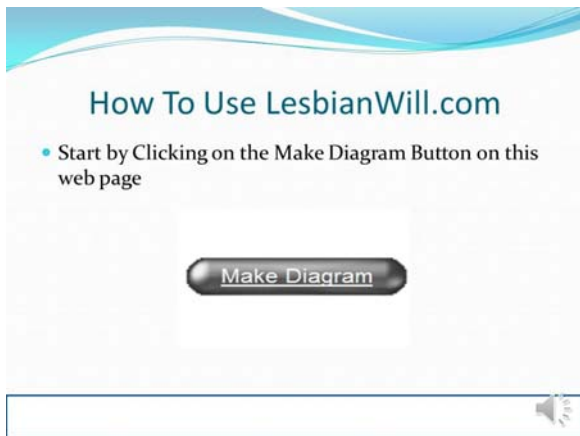 How To Use LesbianWill.com
• Start by Clicking on the Make Diagram Button on this
web page
Make Diagram